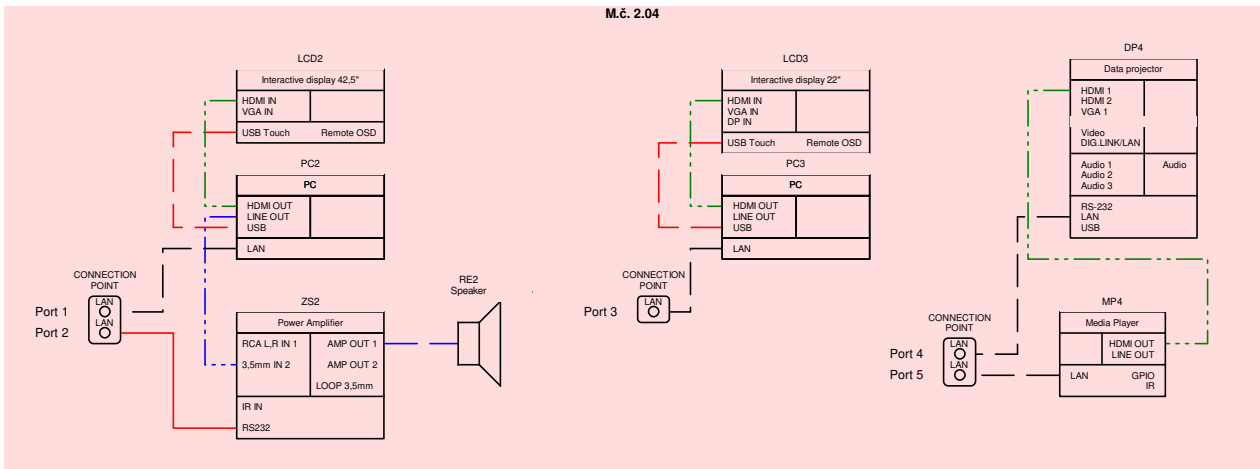 M.č. 2.04
LCD2
Interactive display 42,5"
HDMI IN
VGA IN
USB Touch Remote OSD
PC2
PC
HDMI OUT
LINE OUT
USB
LAN
CONNECTION
POINT
LAN
Port 1
LAN
Port 2
ZS2
Power Amplifier
RCA L,R IN 1 AMP OUT 1
3,5mm IN 2 AMP OUT 2
LOOP 3,5mm
IR IN
RS232
RE2
Speaker
LCD3
Interactive display 22"
HDMI IN
VGA IN
DP IN
USB Touch Remote OSD
PC3
PC
HDMI OUT
LINE OUT
USB
LAN
CONNECTION
POINT
LAN
Port 3
DP4
Data projector
HDMI 1
HDMI 2
VGA 1
Video
DIG.LINK/LAN
Audio 1 Audio
Audio 2
Audio 3
RS-232
LAN
USB
MP4
Media Player
HDMI OUT
LINE OUT
LAN GPIO
IR
CONNECTION
POINT
LAN
Port 4
LAN
Port 5